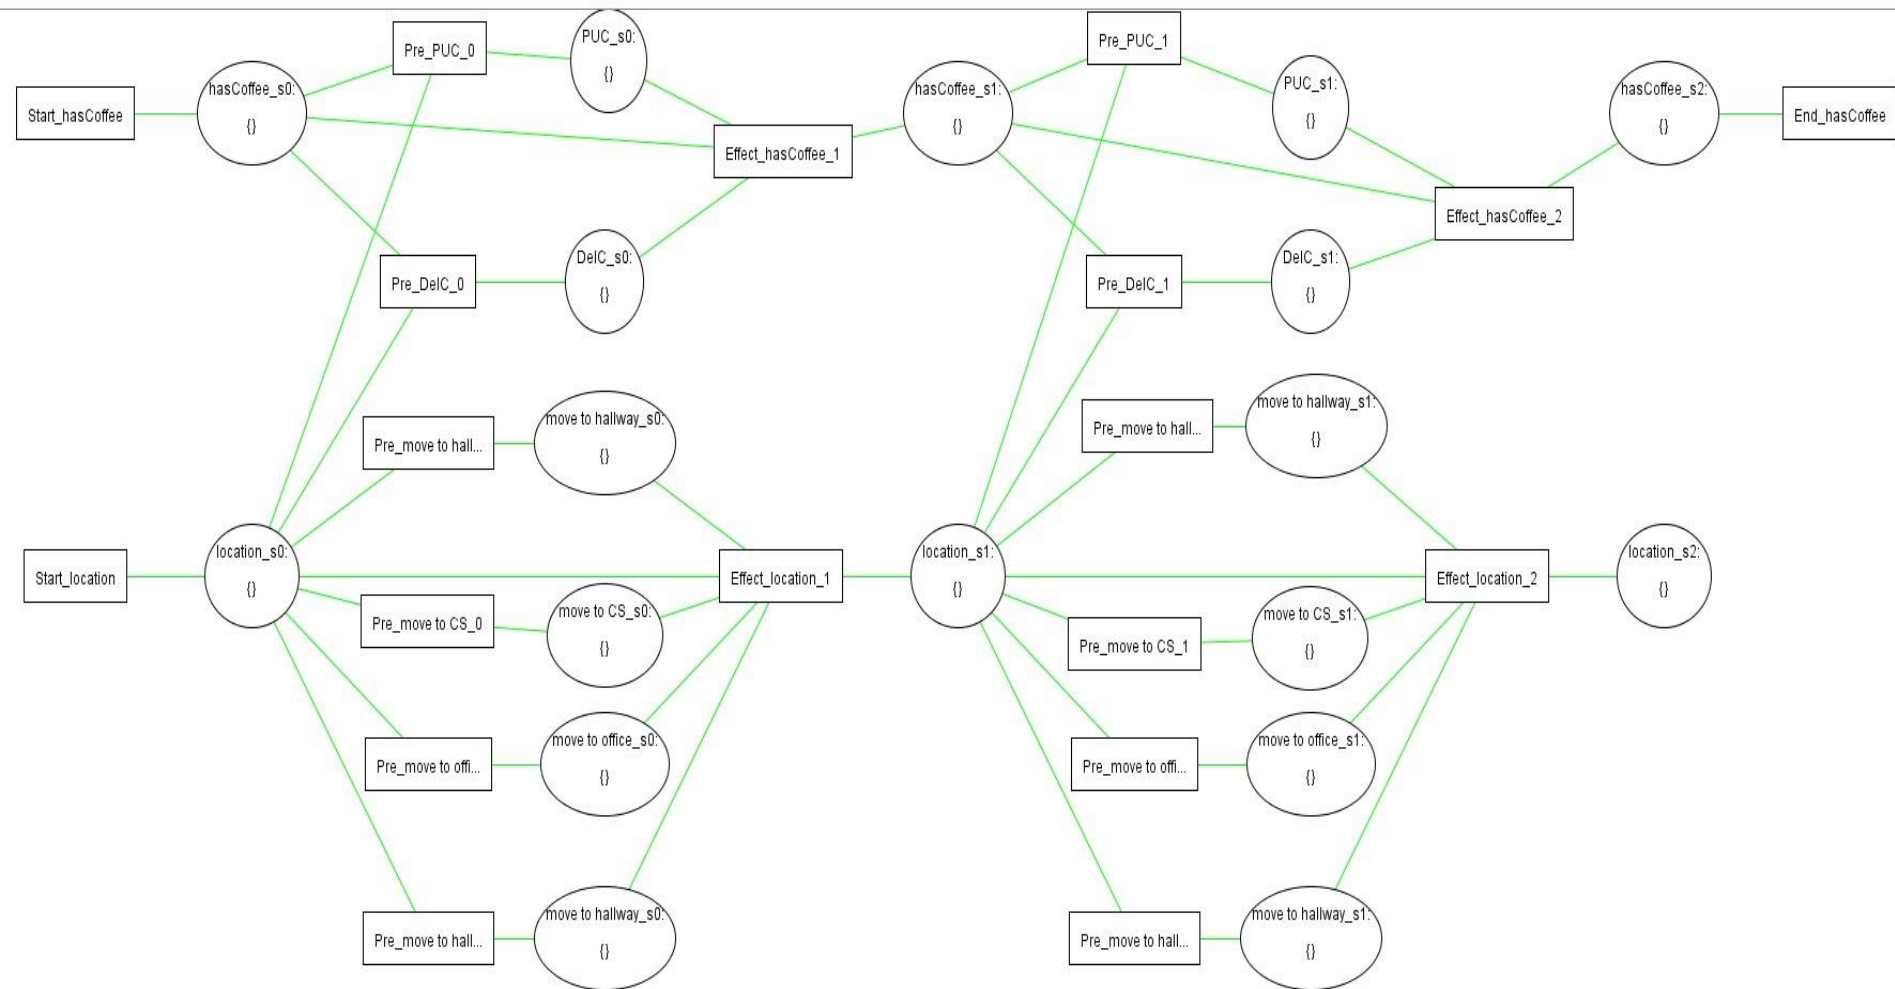 Pre_PUC_0
PUC_s0:
{}
Pre_PUC_1
Start_hasCoffee
hasCoffee_s0:
{}
Effect_hasCoffee_1
hasCoffee_s1:
{}
PUC_s1:
{}
hasCoffee_s2:
{}
End_hasCoffee
Effect_hasCoffee_2
Pre_DelC_0
DelC_s0:
{}
Pre_DelC_1
DelC_s1:
{}
Pre_move to hall...
move to hallway_s0:
{}
Pre_move to hall...
move to hallway_s1:
{}
Start_location
location_s0:
{}
Effect_location_1
location_s1:
{}
Effect_location_2
location_s2:
{}
Pre_move to CS_0
move to CS_s0:
{}
Pre_move to CS_1
move to CS_s1:
{}
Pre_move to offi...
move to office_s0:
{}
Pre_move to offi...
move to office_s1:
{}
Pre_move to hall...
move to hallway_s0:
{}
Pre_move to hall...
move to hallway_s1:
{}